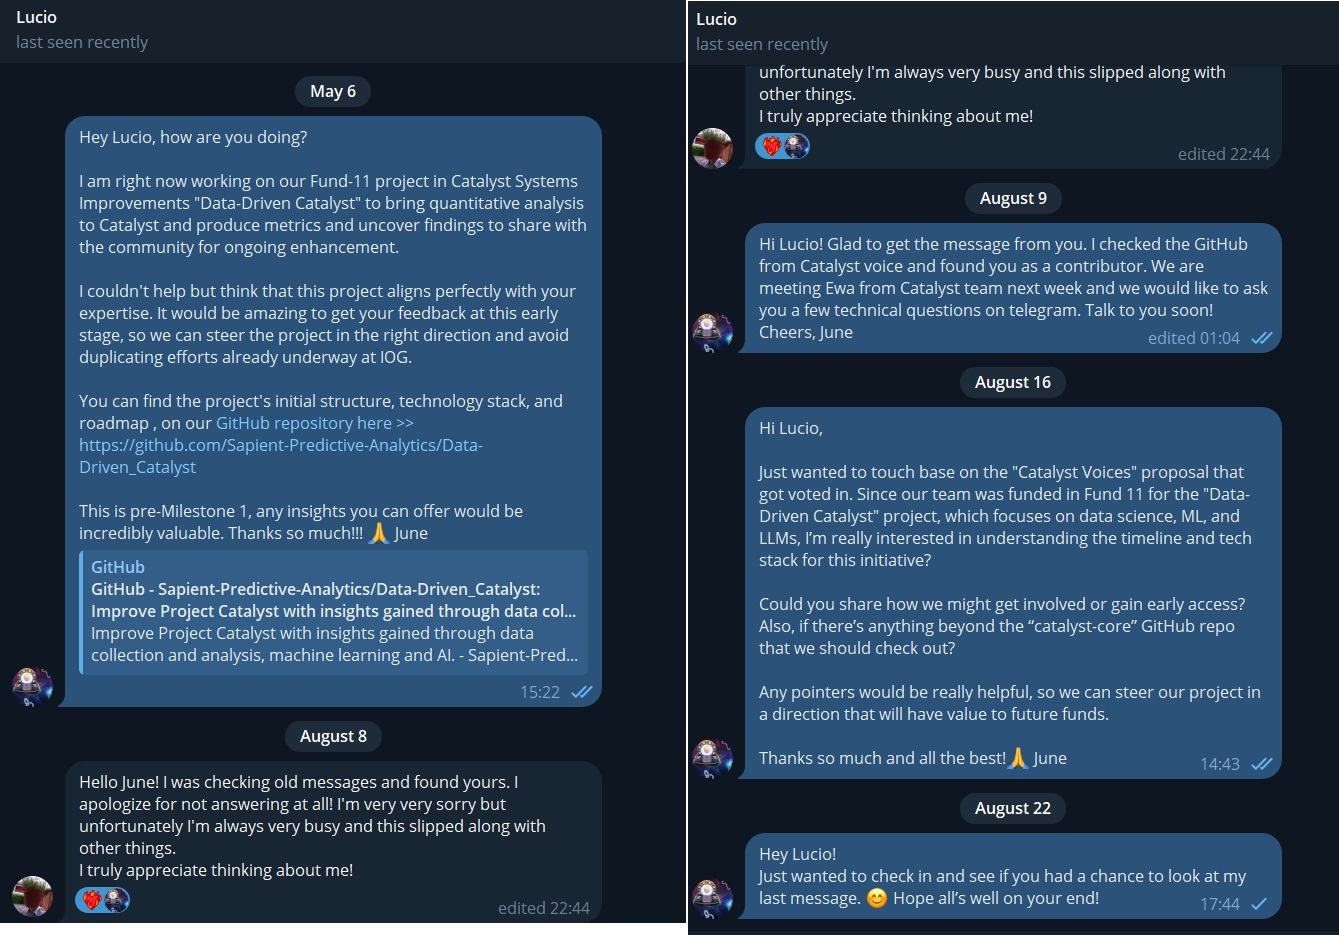 Lucio
last seen recently
May 6
Hey Lucio, how are you doing?
I am right now working on our Fund-11 project in Catalyst Systems
Improvements "Data-Driven Catalyst" to bring quantitative analysis
to Catalyst and produce metrics and uncover findings to share with
the community for ongoing enhancement.
I couldn't help but think that this project aligns perfectly with your
expertise. It would be amazing to get your feedback at this early
stage, so we can steer the project in the right direction and avoid
duplicating efforts already underway at IOG.
You can find the project's initial structure, technology stack, and
roadmap , on our GitHub repository here >>
https://github.com/Sapient-Predictive-Analytics/Data-
Driven_Catalyst
This is pre-Milestone 1, any insights you can offer would be
incredibly valuable. Thanks so much!!! 🙏 June
GitHub
GitHub - Sapient-Predictive-Analytics/Data-Driven_Catalyst:
Improve Project Catalyst with insights gained through data col...
Improve Project Catalyst with insights gained through data
collection and analysis, machine learning and AI. - Sapient-Pred...
15:22
August 8
Hello June! I was checking old messages and found yours. I
apologize for not answering at all! I'm very very sorry but
unfortunately I'm always very busy and this slipped along with
other things.
I truly appreciate thinking about me!
edited 22:44
Lucio
last seen recently
unfortunately I'm always very busy and this slipped along with
other things.
I truly appreciate thinking about me!
edited 22:44
August 9
Hi Lucio! Glad to get the message from you. I checked the GitHub
from Catalyst voice and found you as a contributor. We are
meeting Ewa from Catalyst team next week and we would like to ask
you a few technical questions on telegram. Talk to you soon!
Cheers, June
edited 01:04
August 16
Hi Lucio,
Just wanted to touch base on the "Catalyst Voices" proposal that
got voted in. Since our team was funded in Fund 11 for the "Data-
Driven Catalyst" project, which focuses on data science, ML, and
LLMs, I’m really interested in understanding the timeline and tech
stack for this initiative?
Could you share how we might get involved or gain early access?
Also, if there’s anything beyond the “catalyst-core” GitHub repo
that we should check out?
Any pointers would be really helpful, so we can steer our project in
a direction that will have value to future funds.
Thanks so much and all the best!🙏 June
14:43
August 22
Hey Lucio!
Just wanted to check in and see if you had a chance to look at my
last message. 😊 Hope all’s well on your end!
17:44